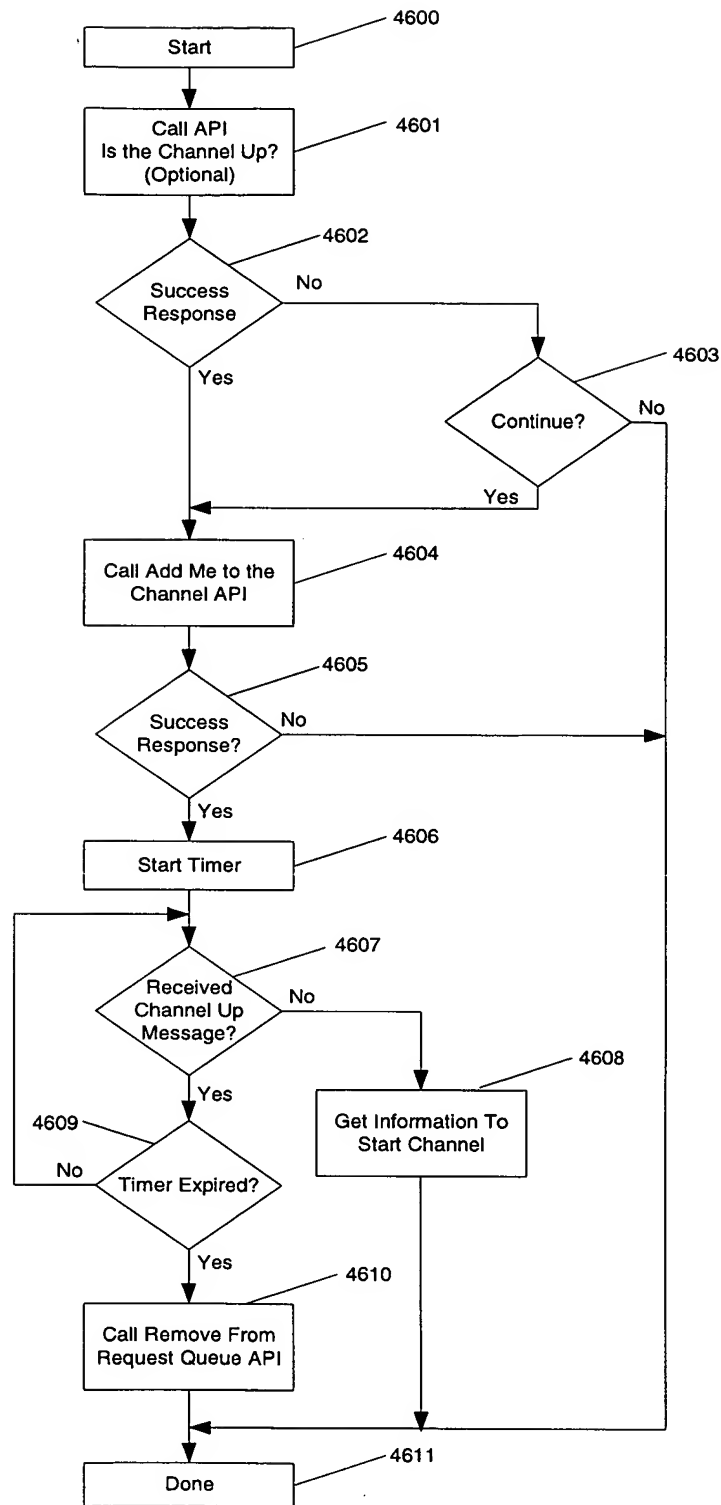 4600
Start
4601
Call API
Is the Channel Up?
(Optional)
4602
Success
Response
No
Yes
4603
Continue?
No
Yes
4604
Call Add Me to the
Channel API
4605
Success
Response?
No
Yes
4606
Start Timer
4607
Received
Channel Up
Message?
No
Yes
4608
Get Information To
Start Channel
4609
No
Timer Expired?
Yes
4610
Call Remove From
Request Queue API
4611
Done